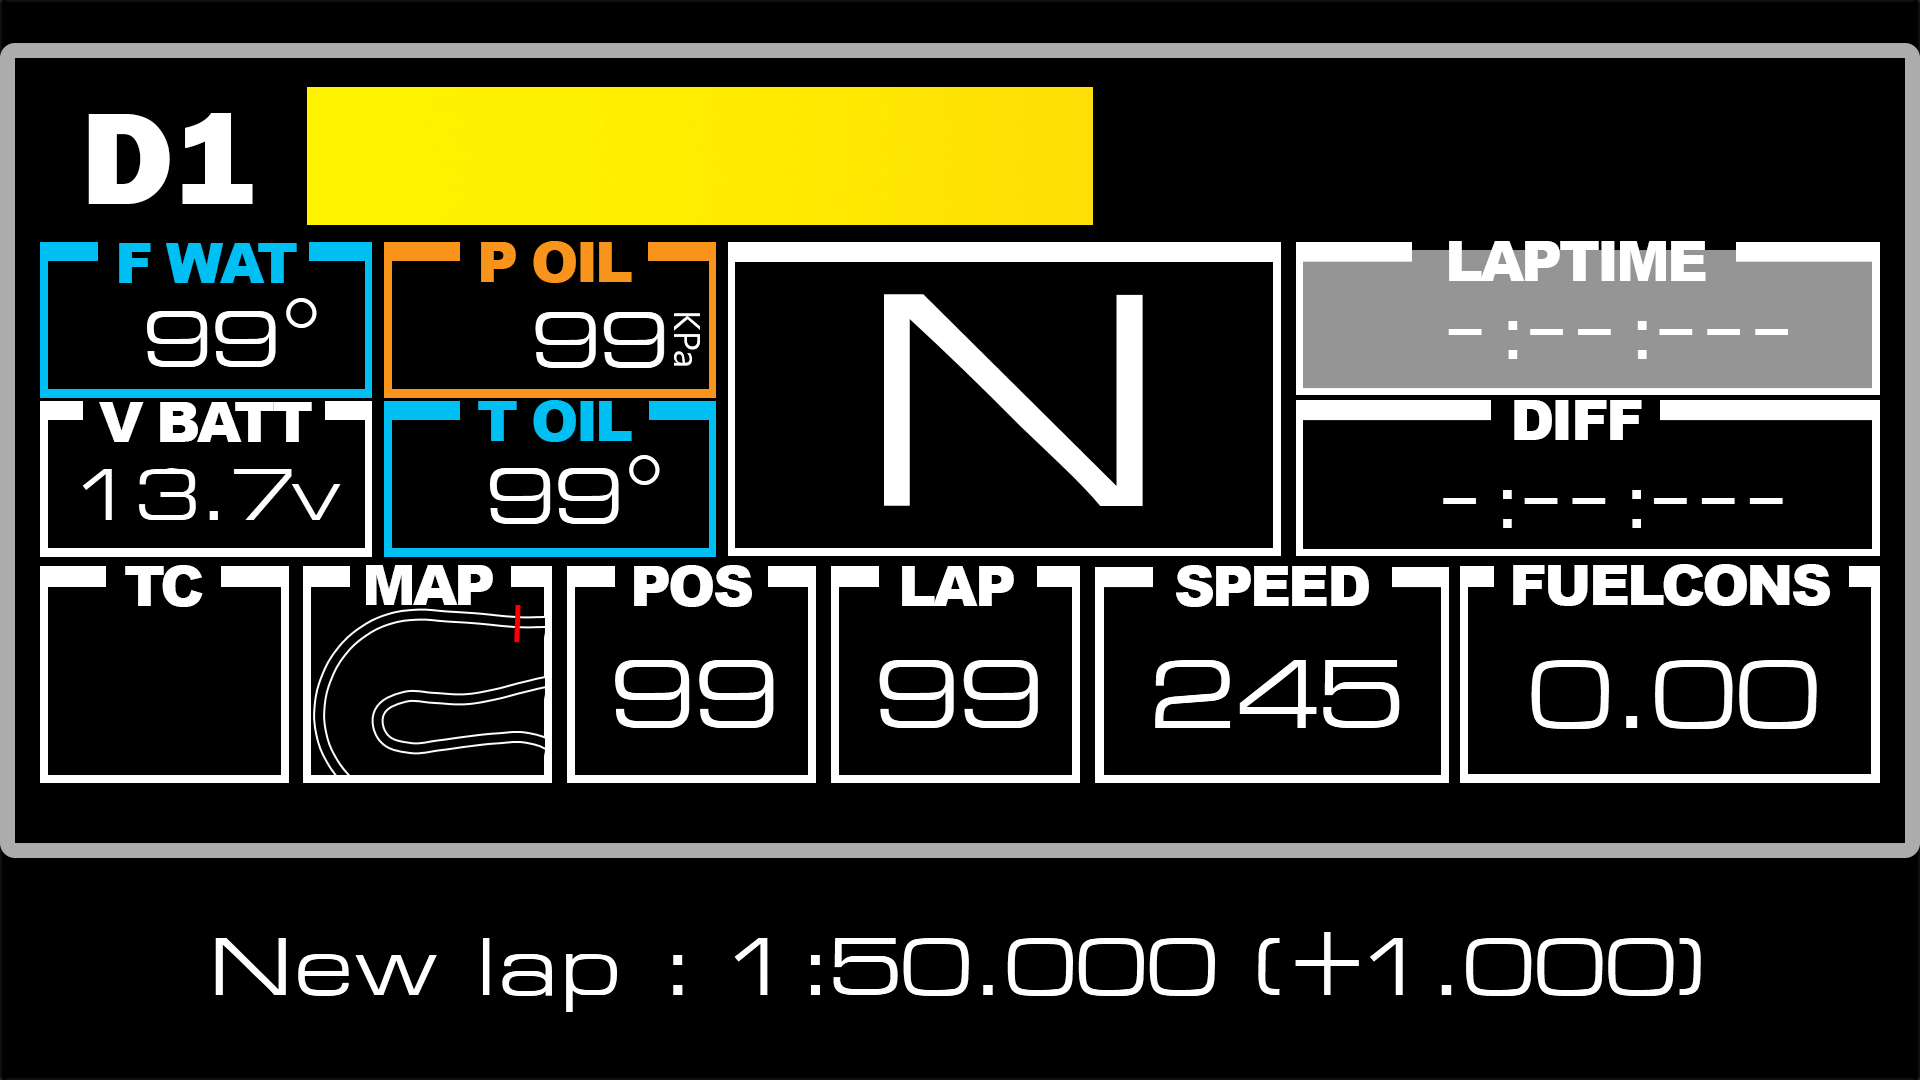 D1
F WAT
99°
P OIL
99 KPa
N
LAPTIME
-:--:---
V BATT
13.7v
T OIL
99°
DIFF
-:--:---
TC
MAP
POS
99
LAP
99
SPEED
245
FUELCONS
0.00
New lap : 1:50.000 (+1.000)